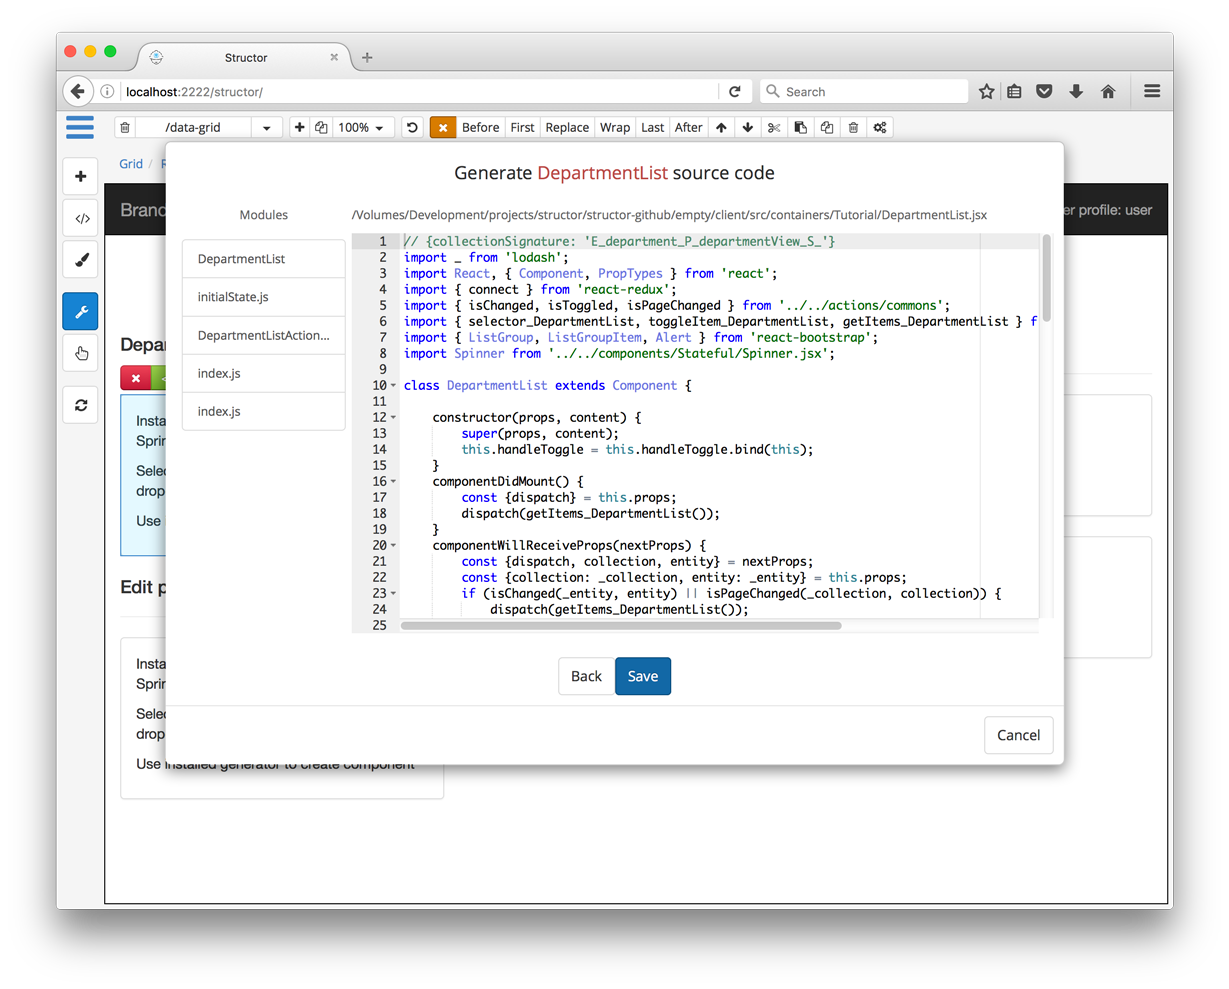 Structor
localhost:2222/structor/
Search
/data-grid
100%
Before First Replace Wrap Last After
Grid /
Generate DepartmentList source code
Modules
/Volumes/Development/projects/structor/structor-github/empty/client/src/containers/Tutorial/DepartmentList.jsx
er profile: user
DepartmentList
initialState.js
DepartmentListAction...
index.js
index.js
1 // {collectionSignature: 'E_department_P_departmentView_S_'}
2 import _ from 'lodash';
3 import React, { Component, PropTypes } from 'react';
4 import { connect } from 'react-redux';
5 import { isChanged, isToggled, isPageChanged } from '../../actions/commons';
6 import { selector_DepartmentList, toggleItem_DepartmentList, getItems_DepartmentList } f
7 import { ListGroup, ListGroupItem, Alert } from 'react-bootstrap';
8 import Spinner from '../../components/Stateful/Spinner.jsx';
9
10 class DepartmentList extends Component {
11
12 constructor(props, content) {
13 super(props, content);
14 this.handleToggle = this.handleToggle.bind(this);
15 }
16 componentDidMount() {
17 const {dispatch} = this.props;
18 dispatch(getItems_DepartmentList());
19 }
20 componentWillReceiveProps(nextProps) {
21 const {dispatch, collection, entity} = nextProps;
22 const {collection: _collection, entity: _entity} = this.props;
23 if (isChanged(_entity, entity) || isPageChanged(_collection, collection)) {
24 dispatch(getItems_DepartmentList());
25
Back Save
Cancel
Brand
Depar
Insta
Sprin
Selec
drop
Use
Edit p
Insta
Sprin
Selec
drop
Use installed generator to create component